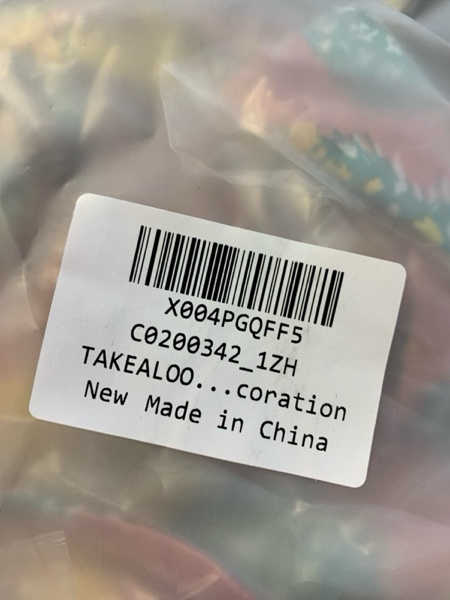 X004PGQFF5
C0200342_1ZH
TAKEALOO...coration
New Made in China